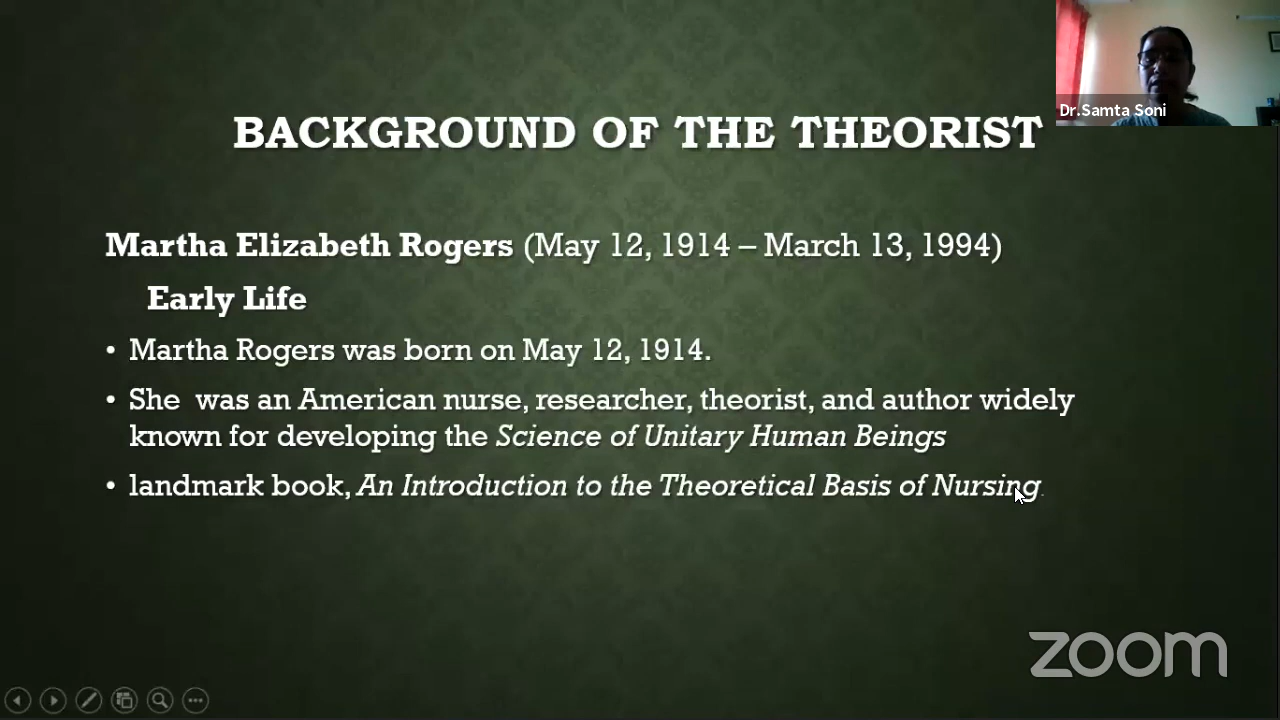 BACKGROUND OF THE THEORIST
Dr.Samta Soni
Martha Elizabeth Rogers (May 12, 1914 – March 13, 1994)
Early Life
• Martha Rogers was born on May 12, 1914.
• She was an American nurse, researcher, theorist, and author widely
known for developing the Science of Unitary Human Beings
• landmark book, An Introduction to the Theoretical Basis of Nursing.
zoom